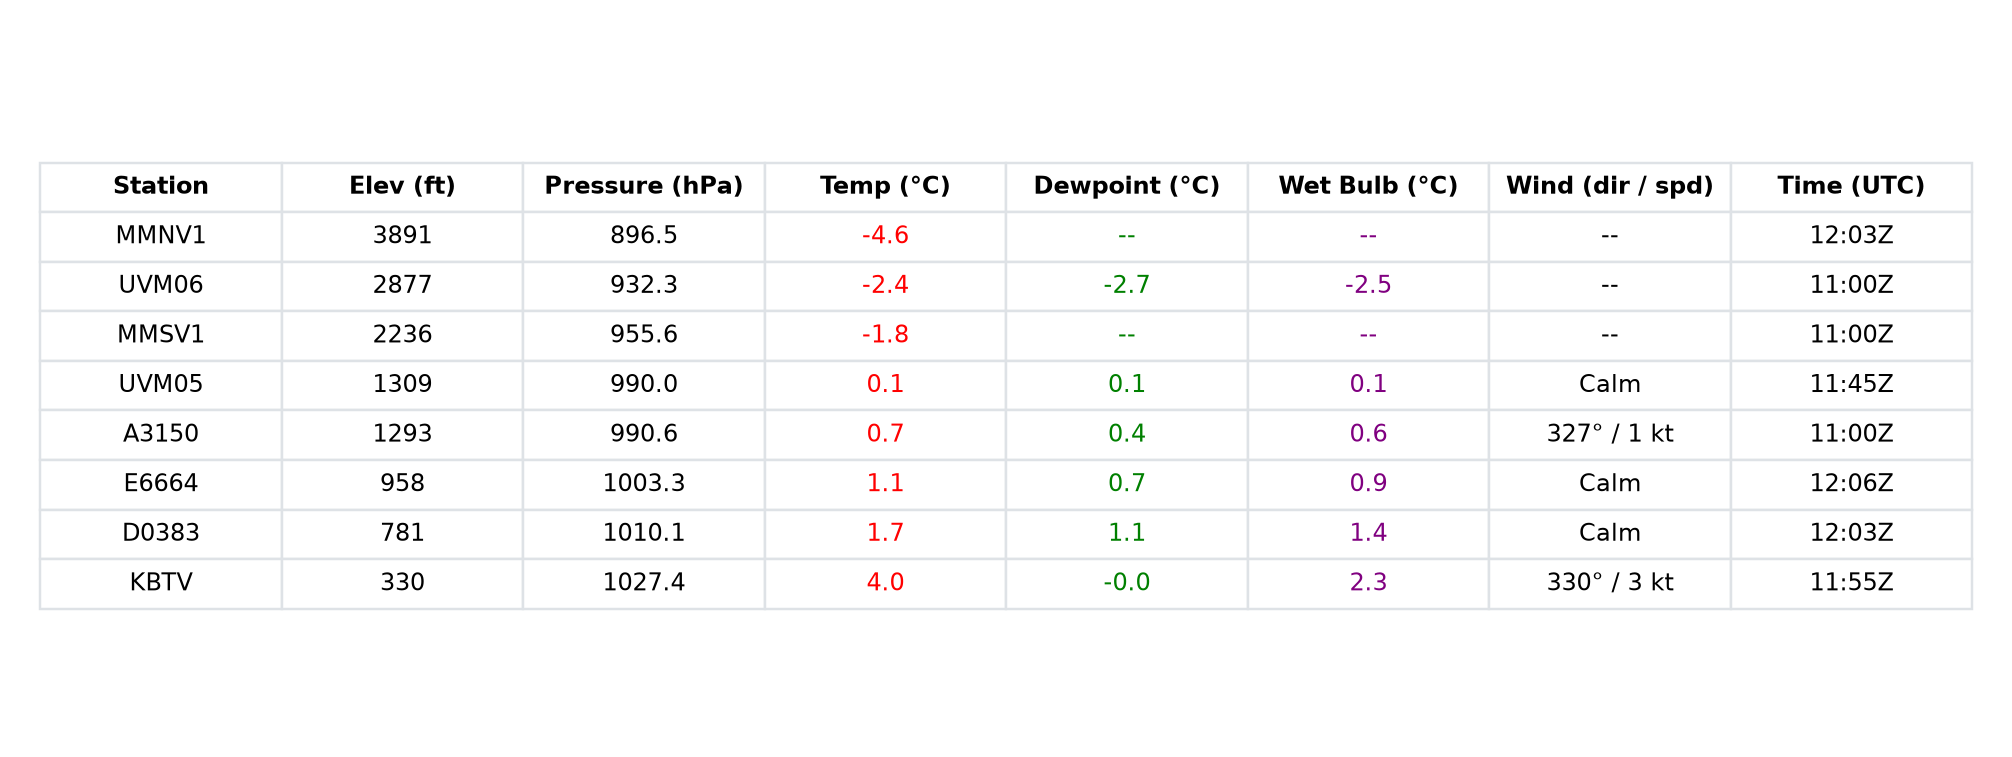 Station Elev (ft) Pressure (hPa) Temp (°C) Dewpoint (°C) Wet Bulb (°C) Wind (dir / spd) Time (UTC)
MMNV1 3891 896.5 -4.6 -- -- -- 12:03Z
UVM06 2877 932.3 -2.4 -2.7 -2.5 -- 11:00Z
MMSV1 2236 955.6 -1.8 -- -- -- 11:00Z
UVM05 1309 990.0 0.1 0.1 0.1 Calm 11:45Z
A3150 1293 990.6 0.7 0.4 0.6 327° / 1 kt 11:00Z
E6664 958 1003.3 1.1 0.7 0.9 Calm 12:06Z
D0383 781 1010.1 1.7 1.1 1.4 Calm 12:03Z
KBTV 330 1027.4 4.0 -0.0 2.3 330° / 3 kt 11:55Z